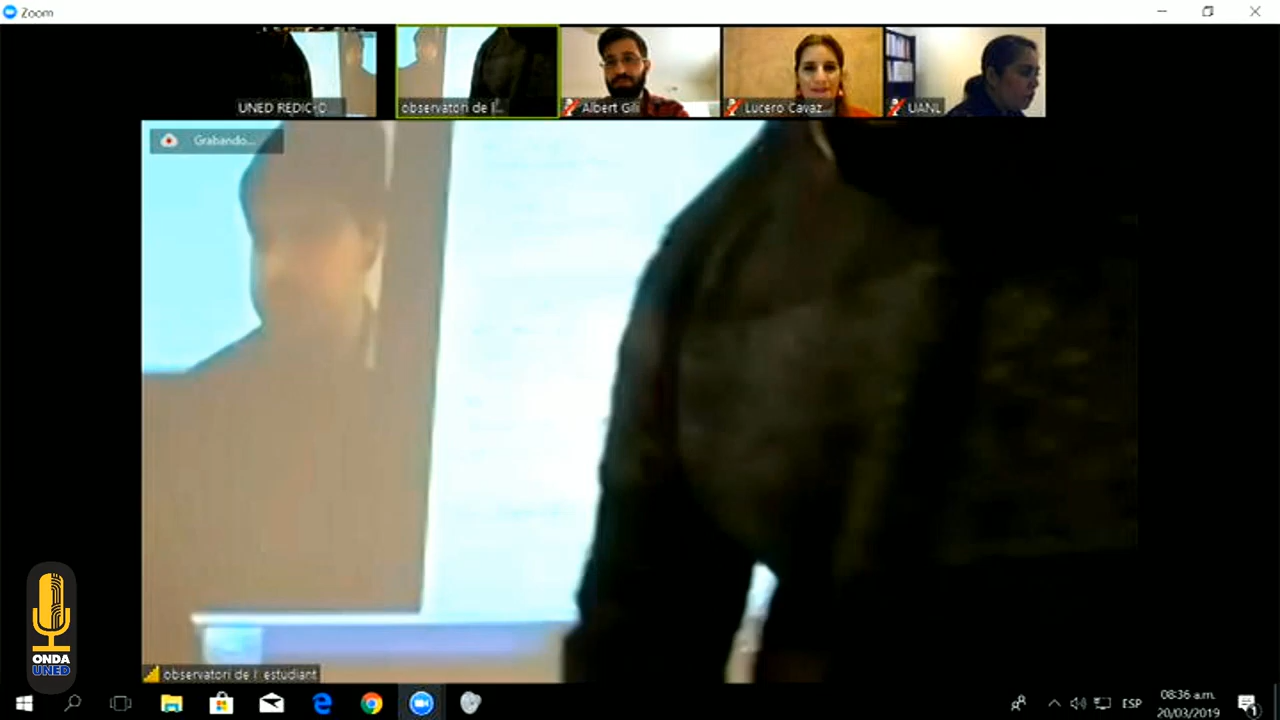 Zoom
UNED REDIC-D
observatori de l...
Albert Gili
Lucero Cavaz...
UANL
Grabando...
observatori de l' estudiant
ONDA
UNED
ESP
08:36 a.m.
20/03/2019
1